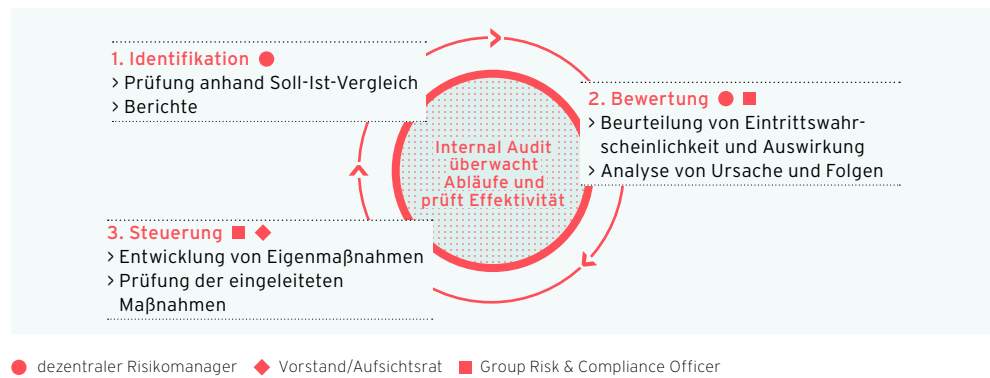 1. Identifikation
> Prüfung anhand Soll-Ist-Vergleich
> Berichte
2. Bewertung
> Beurteilung von Eintrittswahr-
scheinlichkeit und Auswirkung
> Analyse von Ursache und Folgen
Internal Audit
überwacht
Abläufe und
prüft Effektivität
3. Steuerung
> Entwicklung von Eigenmaßnahmen
> Prüfung der eingeleiteten
Maßnahmen
dezentraler Risikomanager Vorstand/Aufsichtsrat Group Risk & Compliance Officer